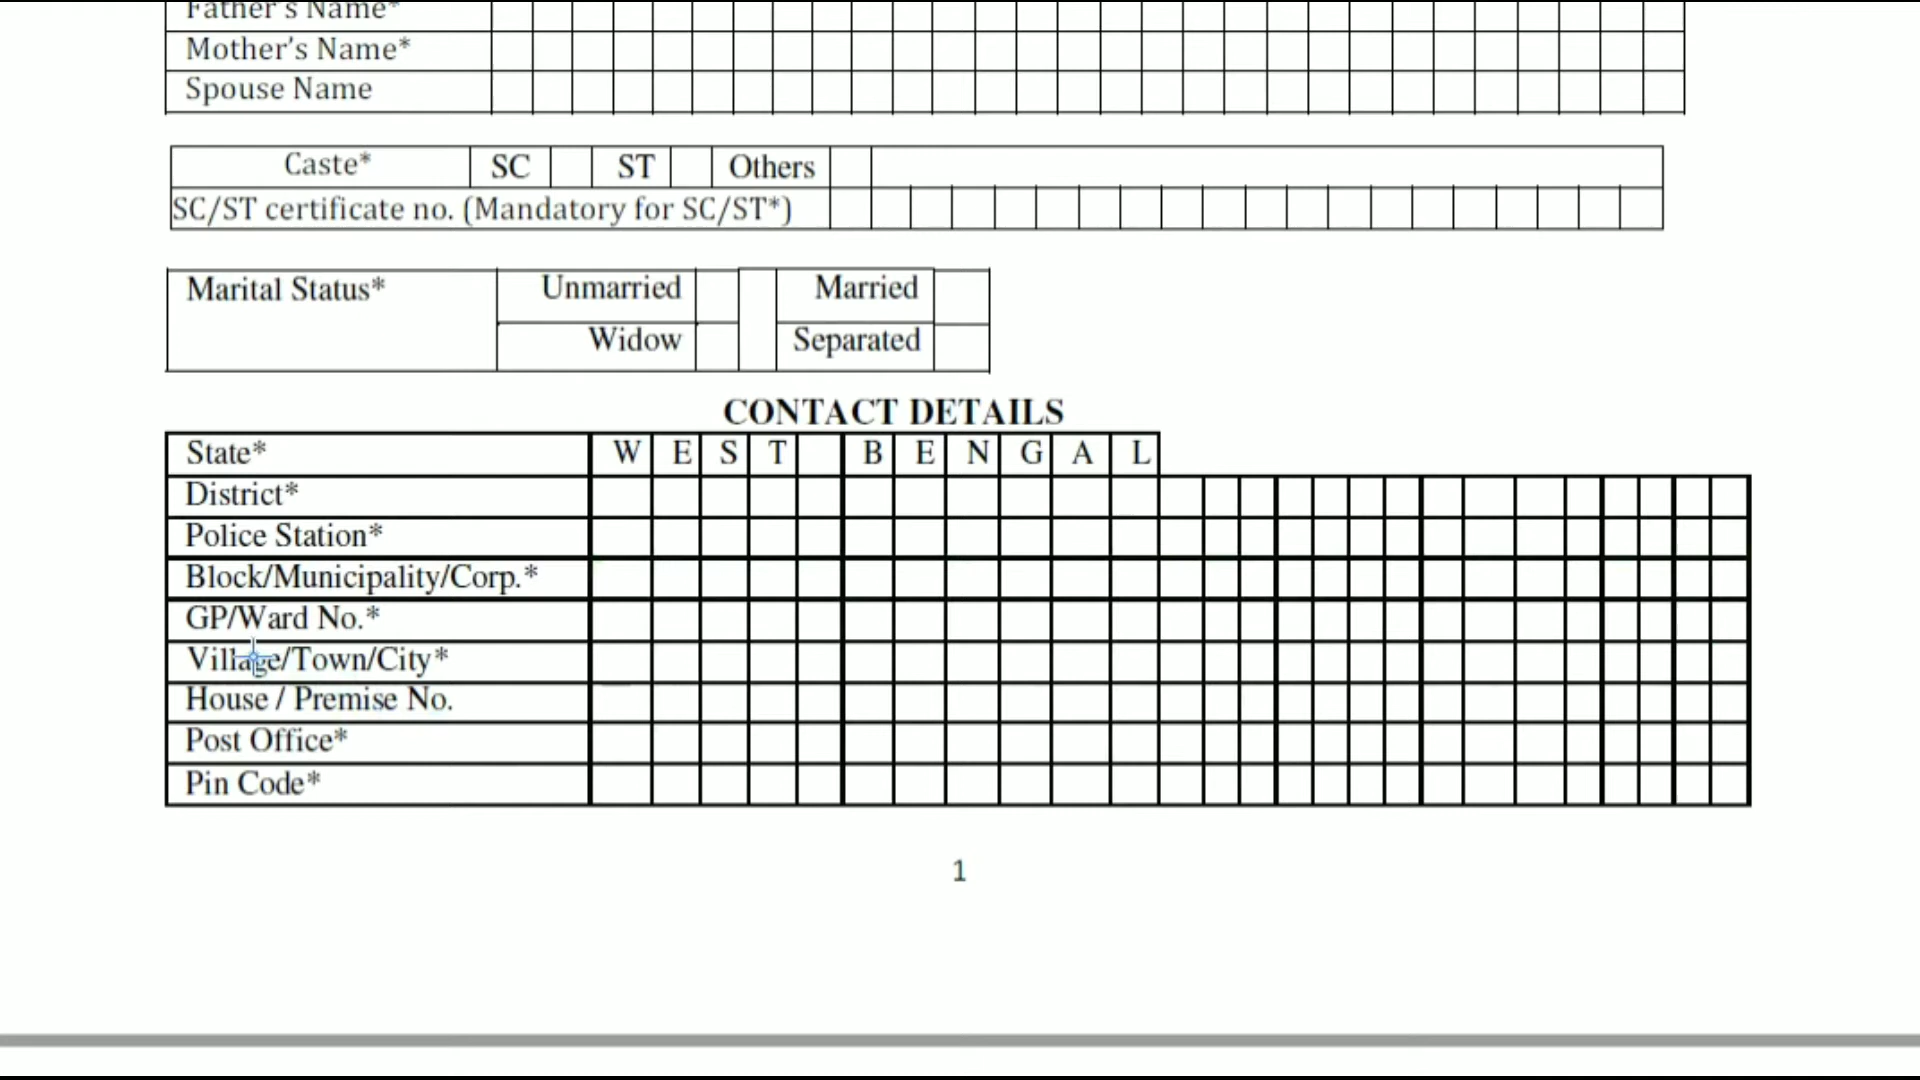 Father's Name*
Mother's Name*
Spouse Name
Caste* SC ST Others
SC/ST certificate no. (Mandatory for SC/ST*)
Marital Status* Unmarried Married
Widow Separated
CONTACT DETAILS
State* W E S T B E N G A L
District*
Police Station*
Block/Municipality/Corp.*
GP/Ward No.*
Village/Town/City*
House / Premise No.
Post Office*
Pin Code*
1